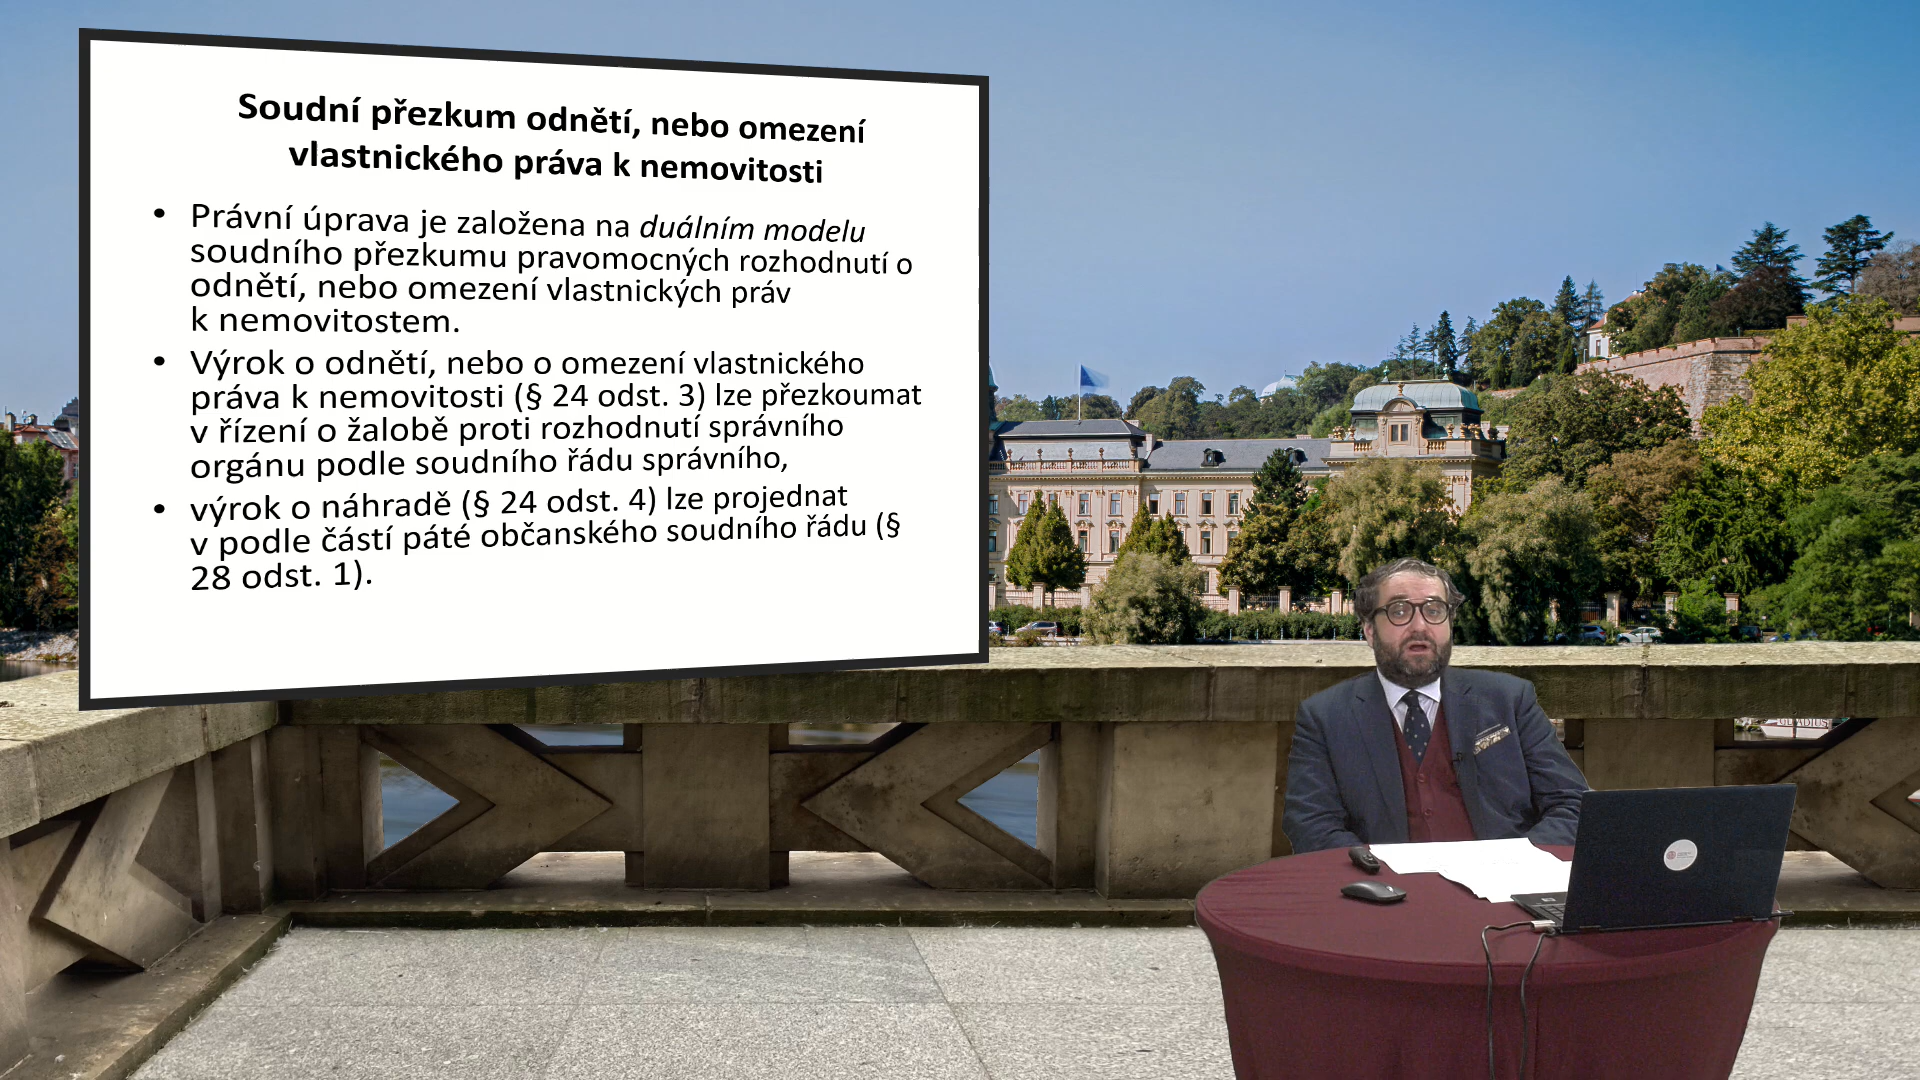 Soudní přezkum odnětí, nebo omezení
vlastnického práva k nemovitosti
• Právní úprava je založena na duálním modelu
soudního přezkumu pravomocných rozhodnutí o
odnětí, nebo omezení vlastnických práv
k nemovitostem.
• Výrok o odnětí, nebo o omezení vlastnického
práva k nemovitosti (§ 24 odst. 3) lze přezkoumat
v řízení o žalobě proti rozhodnutí správního
orgánu podle soudního řádu správního,
• výrok o náhradě (§ 24 odst. 4) lze projednat
v podle částí páté občanského soudního řádu (§
28 odst. 1).